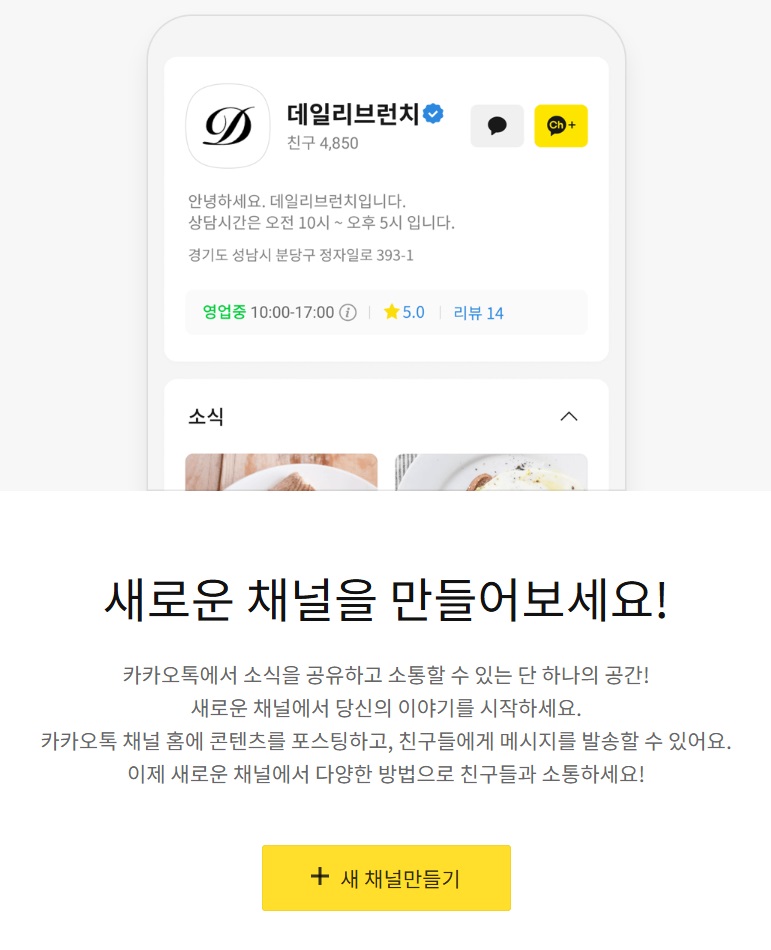 D
데일리브런치
친구 4,850
Ch+
안녕하세요. 데일리브런치입니다.
상담시간은 오전 10시 ~ 오후 5시 입니다.
경기도 성남시 분당구 정자일로 393-1
영업중 10:00-17:00 i | ★ 5.0 | 리뷰 14
소식
새로운 채널을 만들어보세요!
카카오톡에서 소식을 공유하고 소통할 수 있는 단 하나의 공간!
새로운 채널에서 당신의 이야기를 시작하세요.
카카오톡 채널 홈에 콘텐츠를 포스팅하고, 친구들에게 메시지를 발송할 수 있어요.
이제 새로운 채널에서 다양한 방법으로 친구들과 소통하세요!
+ 새 채널만들기